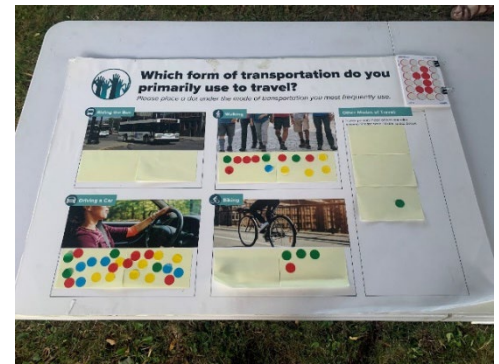 Which form of transportation do you
primarily use to travel?
Please place a dot under the mode of transportation you most frequently use.
Riding the Bus
Walking
Other Modes of Travel
Driving a Car
Biking